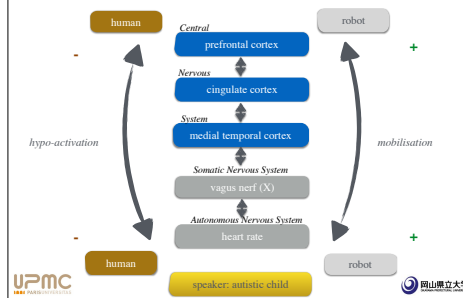 human
Central
robot
-
prefrontal cortex
+
Nervous
cingulate cortex
System
hypo-activation
medial temporal cortex
mobilisation
Somatic Nervous System
vagus nerf (X)
Autonomous Nervous System
-
heart rate
+
human
robot
UPMC
PARISUNIVERSITAS
speaker: autistic child
岡山県立大学